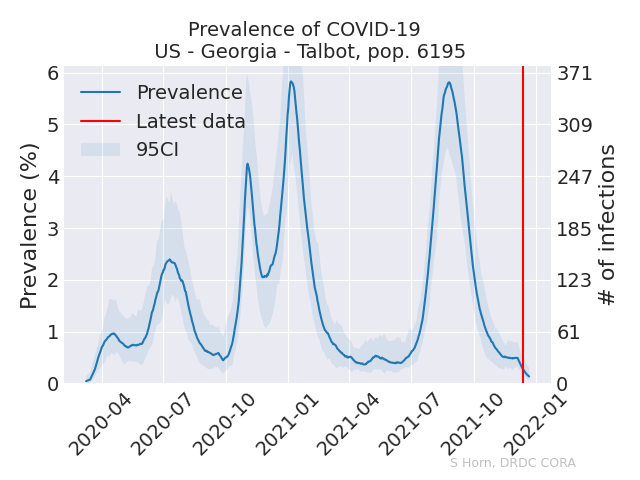 Prevalence of COVID-19
US - Georgia - Talbot, pop. 6195
Prevalence
Latest data
95CI
Prevalence (%)
6
5
4
3
2
1
0
371
309
247
185
123
61
0
# of infections
2020-04
2020-07
2020-10
2021-01
2021-04
2021-07
2021-10
2022-01
S Horn, DRDC CORA